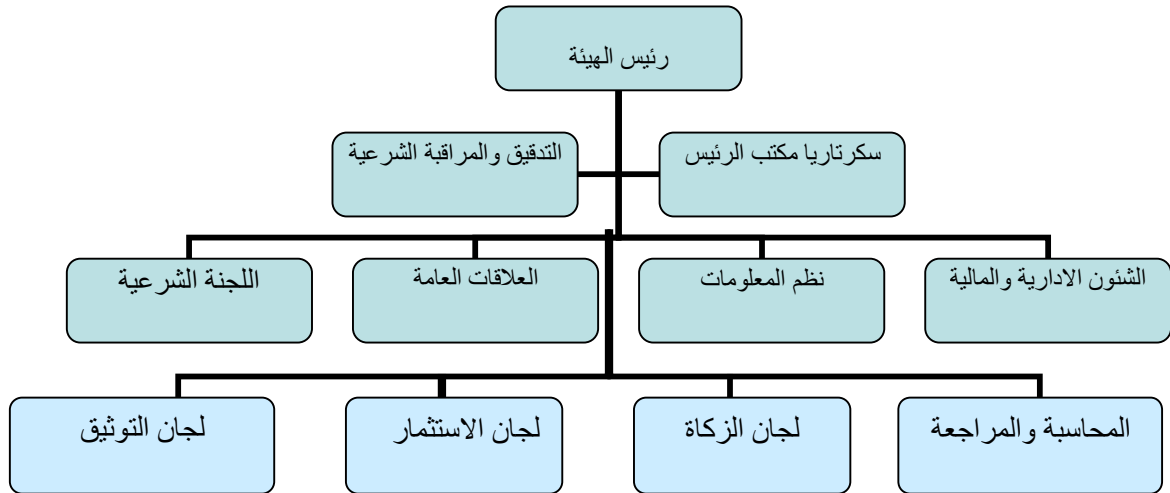 رئيس الهيئة
سكرتاريا مكتب الرئيس
التدقيق والمراقبة الشرعية
الشئون الادارية والمالية
نظم المعلومات
العلاقات العامة
اللجنة الشرعية
المحاسبة والمراجعة
لجان الزكاة
لجان الاستثمار
لجان التوثيق